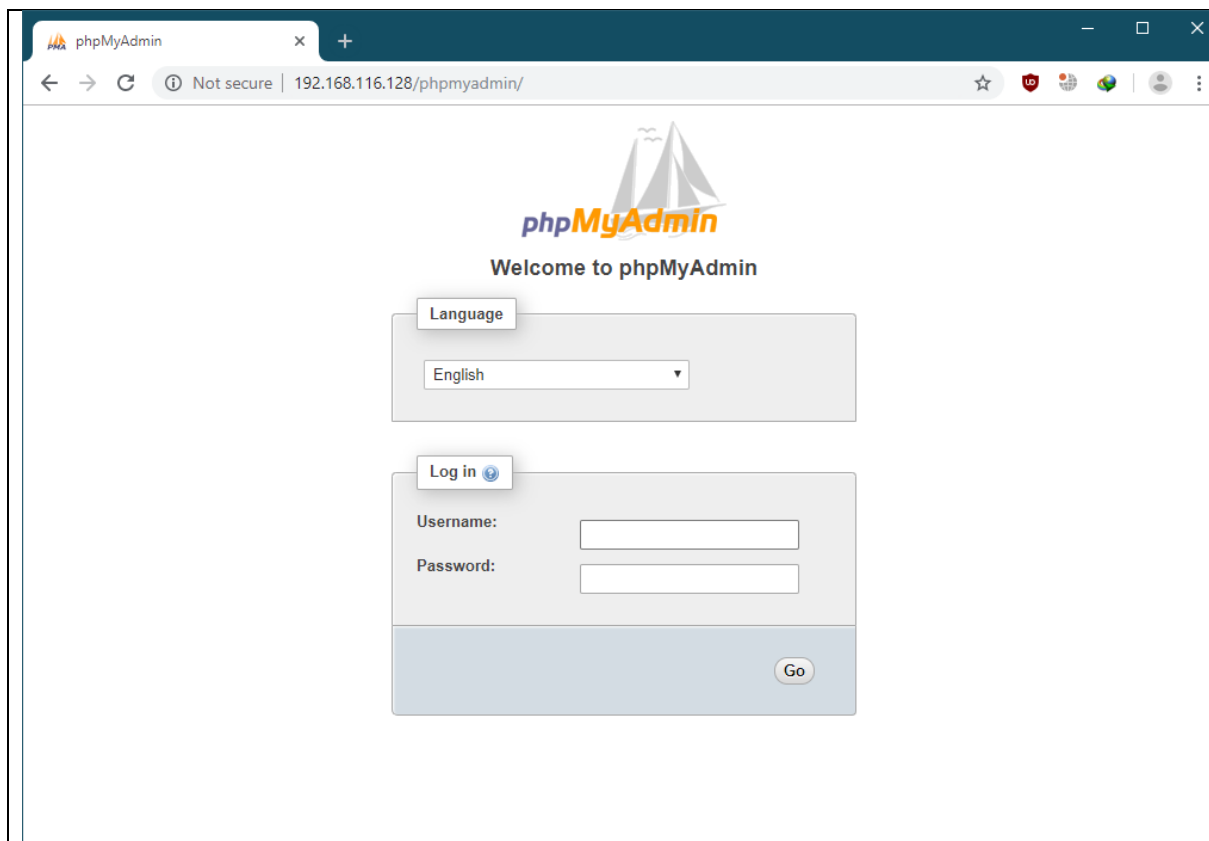 phpMyAdmin
Not secure | 192.168.116.128/phpmyadmin/
phpMyAdmin
Welcome to phpMyAdmin
Language
English
Log in
Username:
Password:
Go